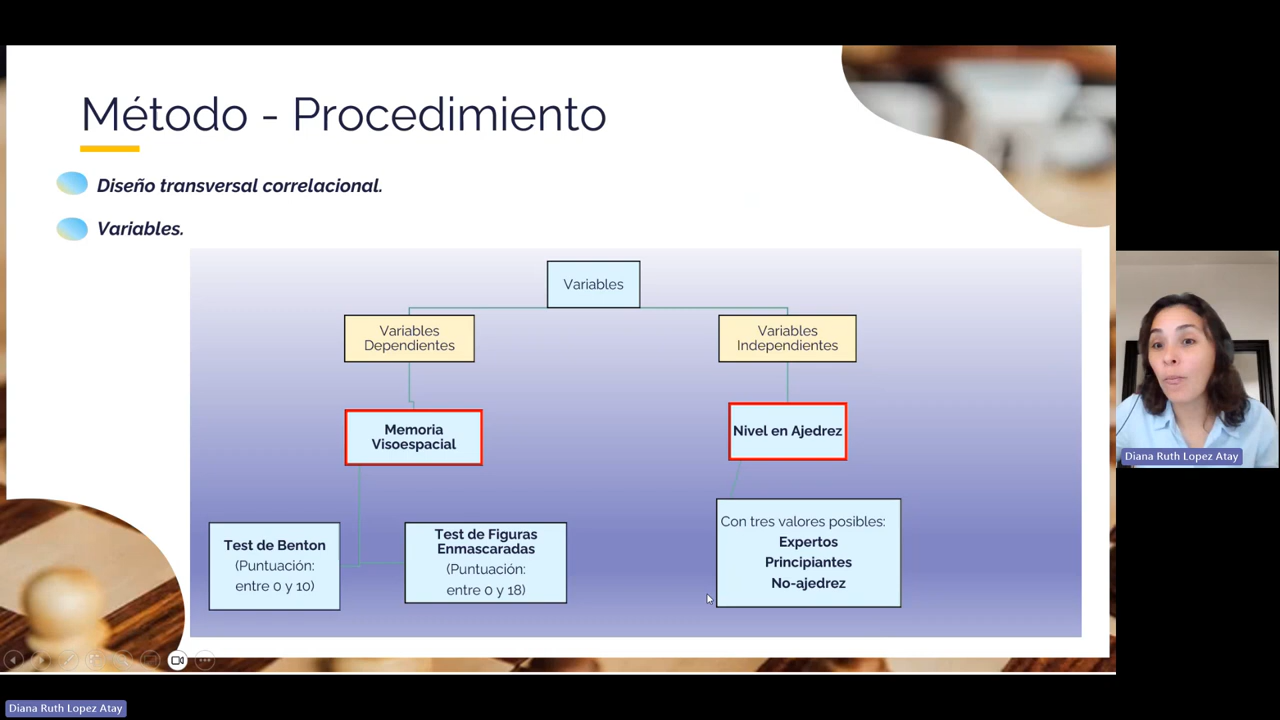 Método - Procedimiento
Diseño transversal correlacional.
Variables.
Variables
Variables
Dependientes
Variables
Independientes
Memoria
Visoespacial
Nivel en Ajedrez
Test de Benton
(Puntuación:
entre 0 y 10)
Test de Figuras
Enmascaradas
(Puntuación:
entre 0 y 18)
Con tres valores posibles:
Expertos
Principiantes
No-ajedrez
Diana Ruth Lopez Atay
Diana Ruth Lopez Atay